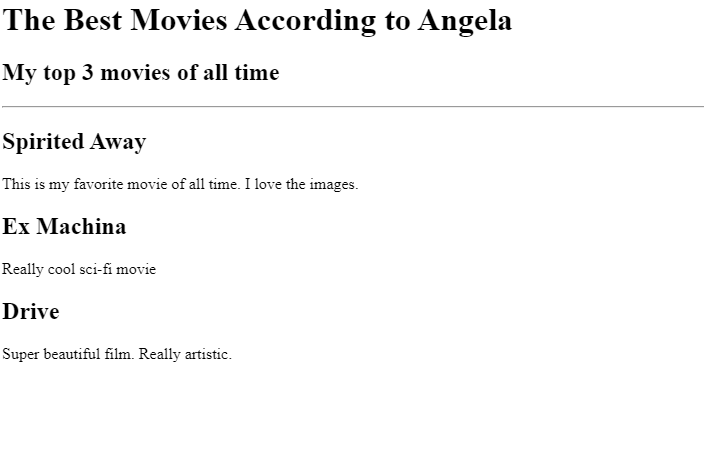 The Best Movies According to Angela
My top 3 movies of all time
Spirited Away
This is my favorite movie of all time. I love the images.
Ex Machina
Really cool sci-fi movie
Drive
Super beautiful film. Really artistic.